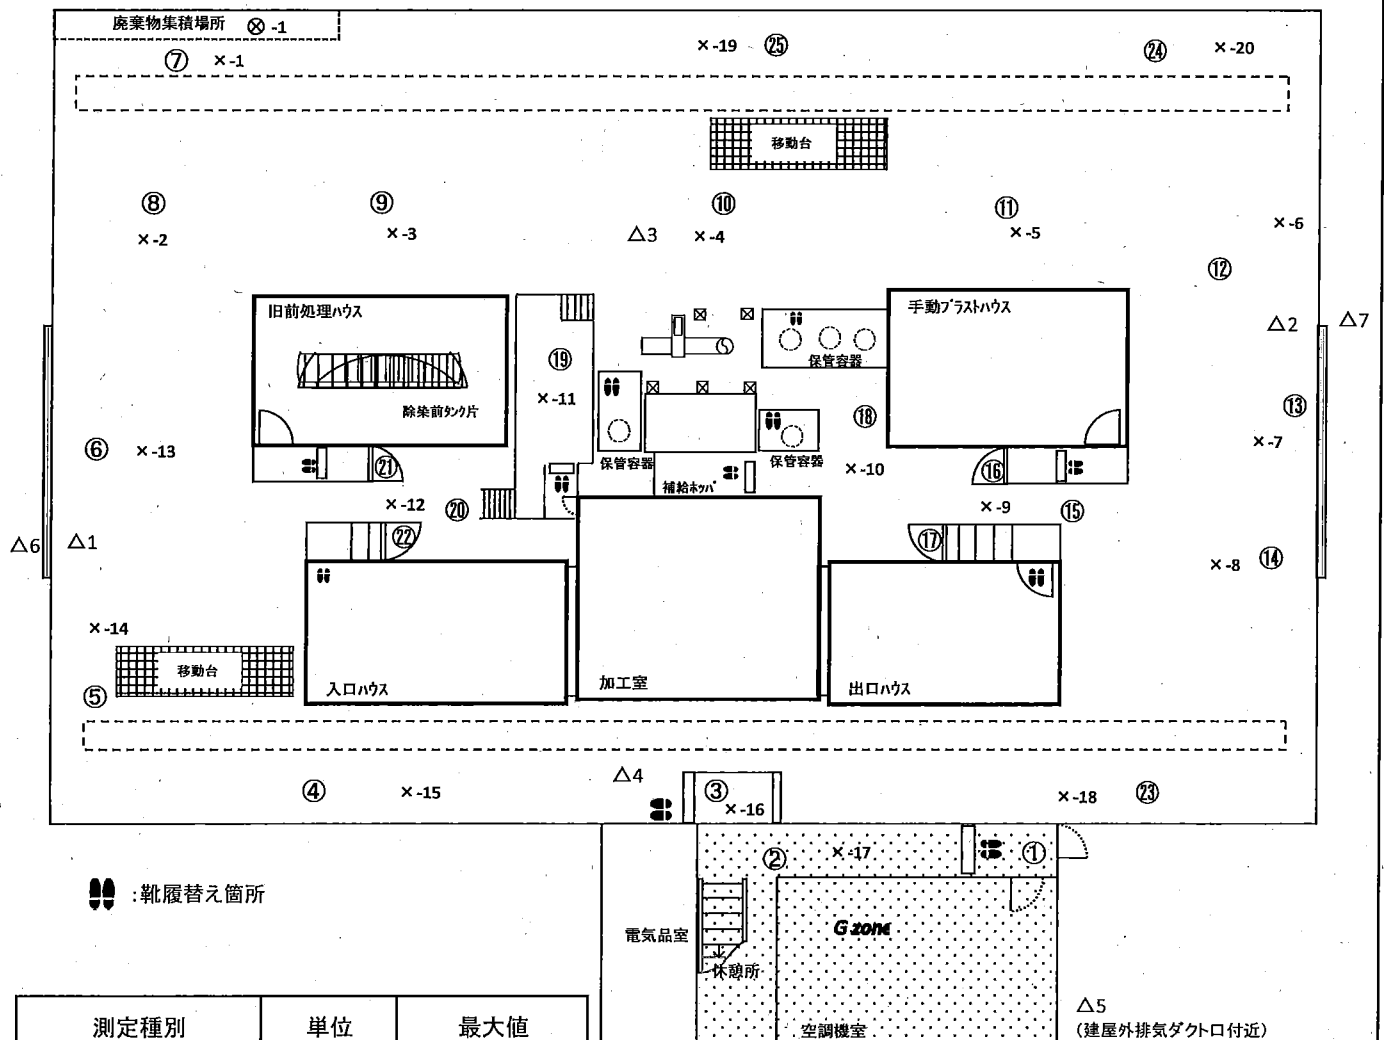 廃棄物集積場所 ⊗ -1
⑦ ×-1
×-19 ㉕
㉔ ×-20
移動台
⑧
×-2
⑨
×-3
⑩
△3 ×-4
⑪
×-5
×-6
⑫
旧前処理ハウス
除染前タンク片
⑲
×-11
保管容器
手動ブラストハウス
△2 △7
⑬
×-7
⑱
⑥ ×-13
㉑
保管容器
保管容器
×-10
⑯
補給ホッパ
×-12 ⑳
×-9 ⑮
△6 △1
㉒
⑰
×-8 ⑭
×-14
移動台
⑤
入口ハウス
加工室
出口ハウス
④ ×-15
△4
③
×-16
×-18 ㉓
② ×-17 ①
:靴履替え箇所
電気品室
G zone
休憩所
測定種別 単位 最大値
空調機室
△5
(建屋外排気ダクト口付近)